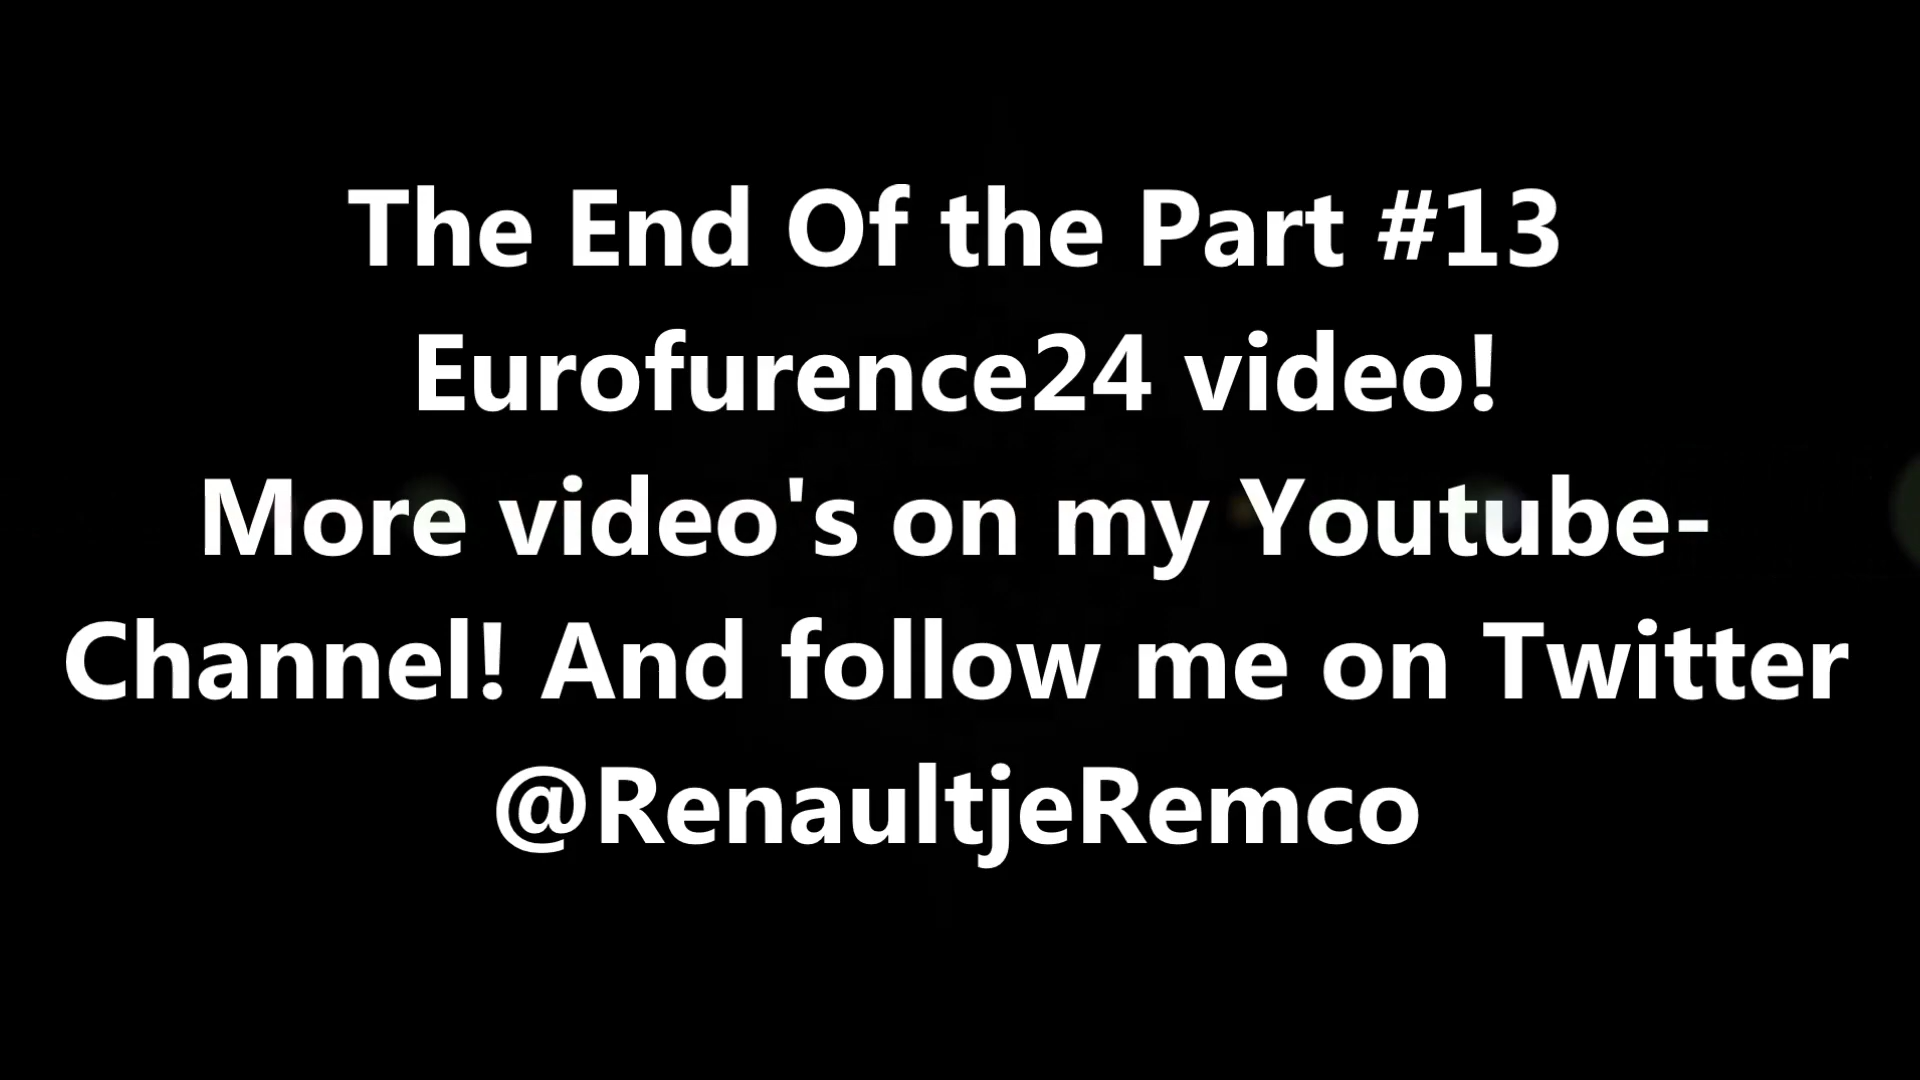 The End Of the Part #13
Eurofurence24 video!
More video's on my Youtube-
Channel! And follow me on Twitter
@RenaultjeRemco